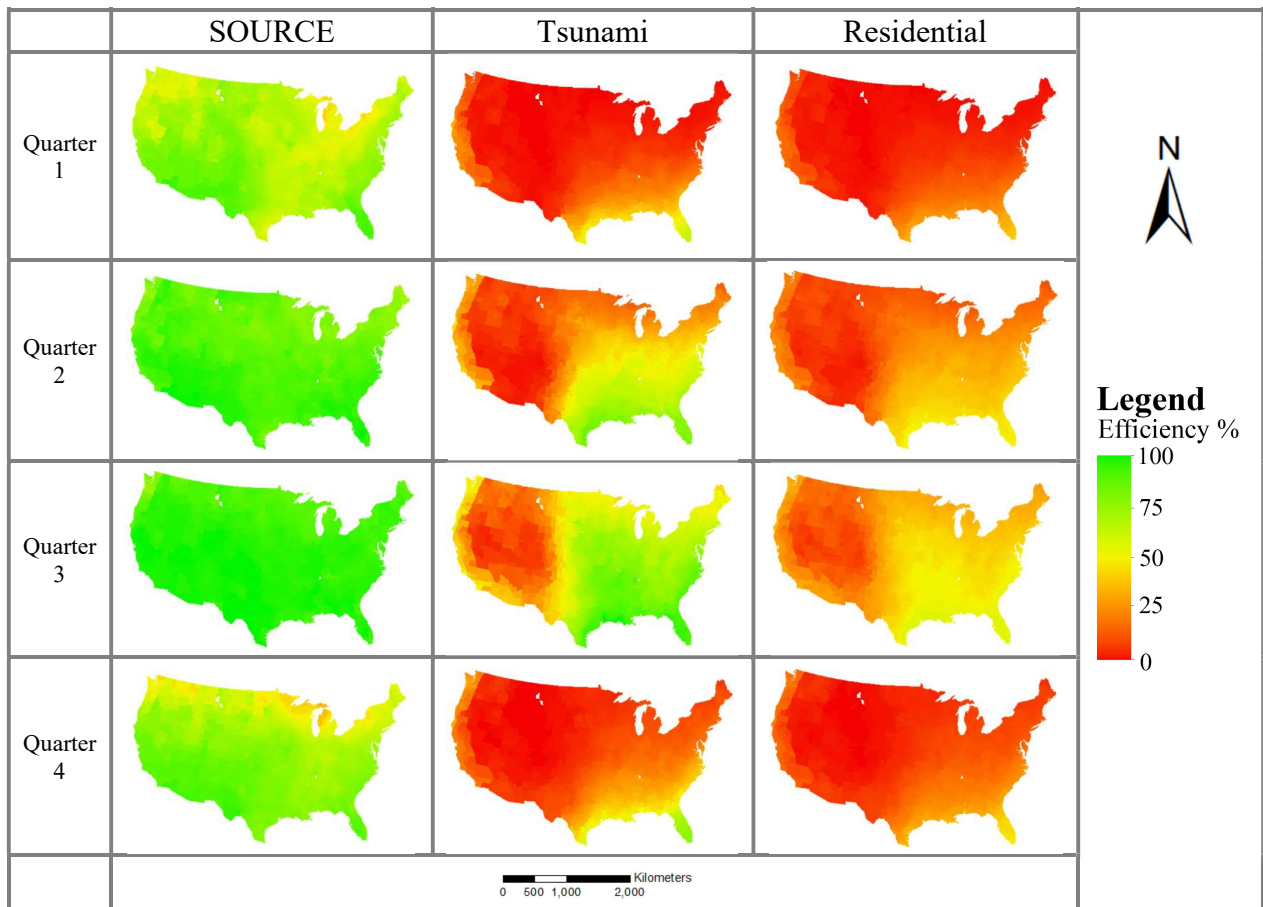 SOURCE
Tsunami
Residential
Quarter
1
Quarter
2
Quarter
3
Quarter
4
N
Legend
Efficiency %
100
75
50
25
0
Kilometers
0 500 1,000 2,000